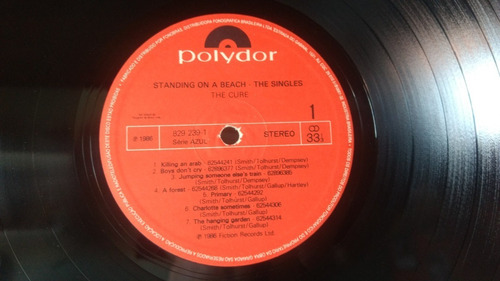 polydor
STANDING ON A BEACH - THE SINGLES
THE CURE
1
℗ 1986
829 239-1
Série AZUL
STEREO
33⅓
1. Killing an arab - 62544241 (Smith/Tolhurst/Dempsey)
2. Boys don't cry - 62896377 (Smith/Tolhurst/Dempsey)
3. Jumping someone else's train - 62896385
(Smith/Tolhurst/Dempsey)
4. A forest - 62544268 (Smith/Tolhurst/Gallup/Hartley)
5. Primary - 62544292
(Smith/Tolhurst/Gallup)
6. Charlotte sometimes - 62544306
(Smith/Tolhurst/Gallup)
7. The hanging garden - 62544314
(Smith/Tolhurst/Gallup)
℗ 1986 Fiction Records Ltd